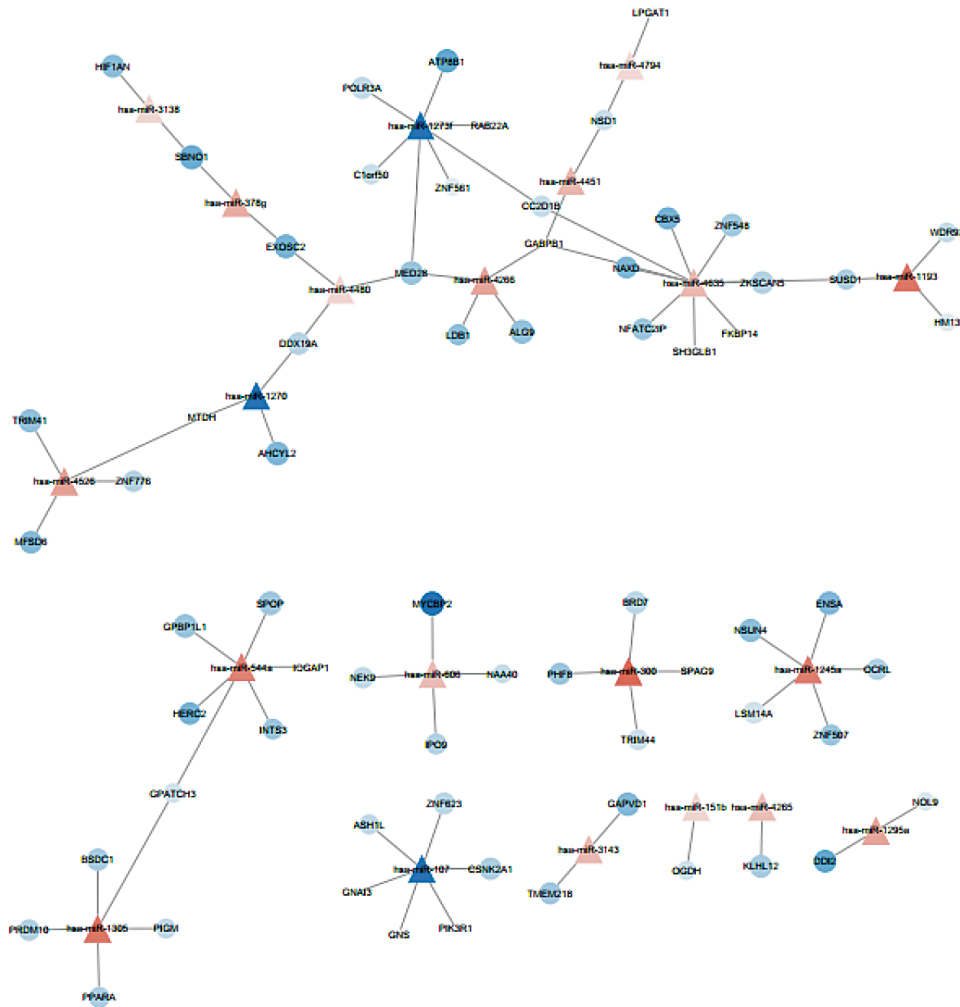 LPGAT1
ATP8B1
HIF1AN
hsa-miR-4794
POLR3A
hsa-miR-3138
NSD1
hsa-miR-1273f
RAB22A
SBNO1
C1orf50
ZNF561
hsa-miR-4451
hsa-miR-378g
CC2D1B
CBX5
ZNF548
WDR92
EXOSC2
GABPB1
MED28
NAXD
hsa-miR-4480
hsa-miR-4266
hsa-miR-4635
ZKSCAN5
SUSD1
hsa-miR-1193
NFATC2IP
FKBP14
HM13
LDB1
ALG9
DDX19A
SH3GLB1
hsa-miR-1270
TRIM41
MTDH
AHCYL2
hsa-miR-4526
ZNF776
MFSD6
SPOP
MYCBP2
BRD7
ENSA
GPBP1L1
NSUN4
hsa-miR-544a
IQGAP1
NEK9
hsa-miR-606
NAA40
PHF8
hsa-miR-300
SPAG9
hsa-miR-1245a
OCRL
HERC2
INTS3
LSM14A
IPO9
TRIM44
ZNF507
GPATCH3
ZNF623
GAPVD1
hsa-miR-151b
hsa-miR-4265
NOL9
ASH1L
hsa-miR-1295a
BSDC1
hsa-miR-3143
hsa-miR-107
CSNK2A1
OGDH
KLHL12
DDI2
GNAI3
TMEM218
PRDM10
hsa-miR-1305
PIGM
GNS
PIK3R1
PPARA